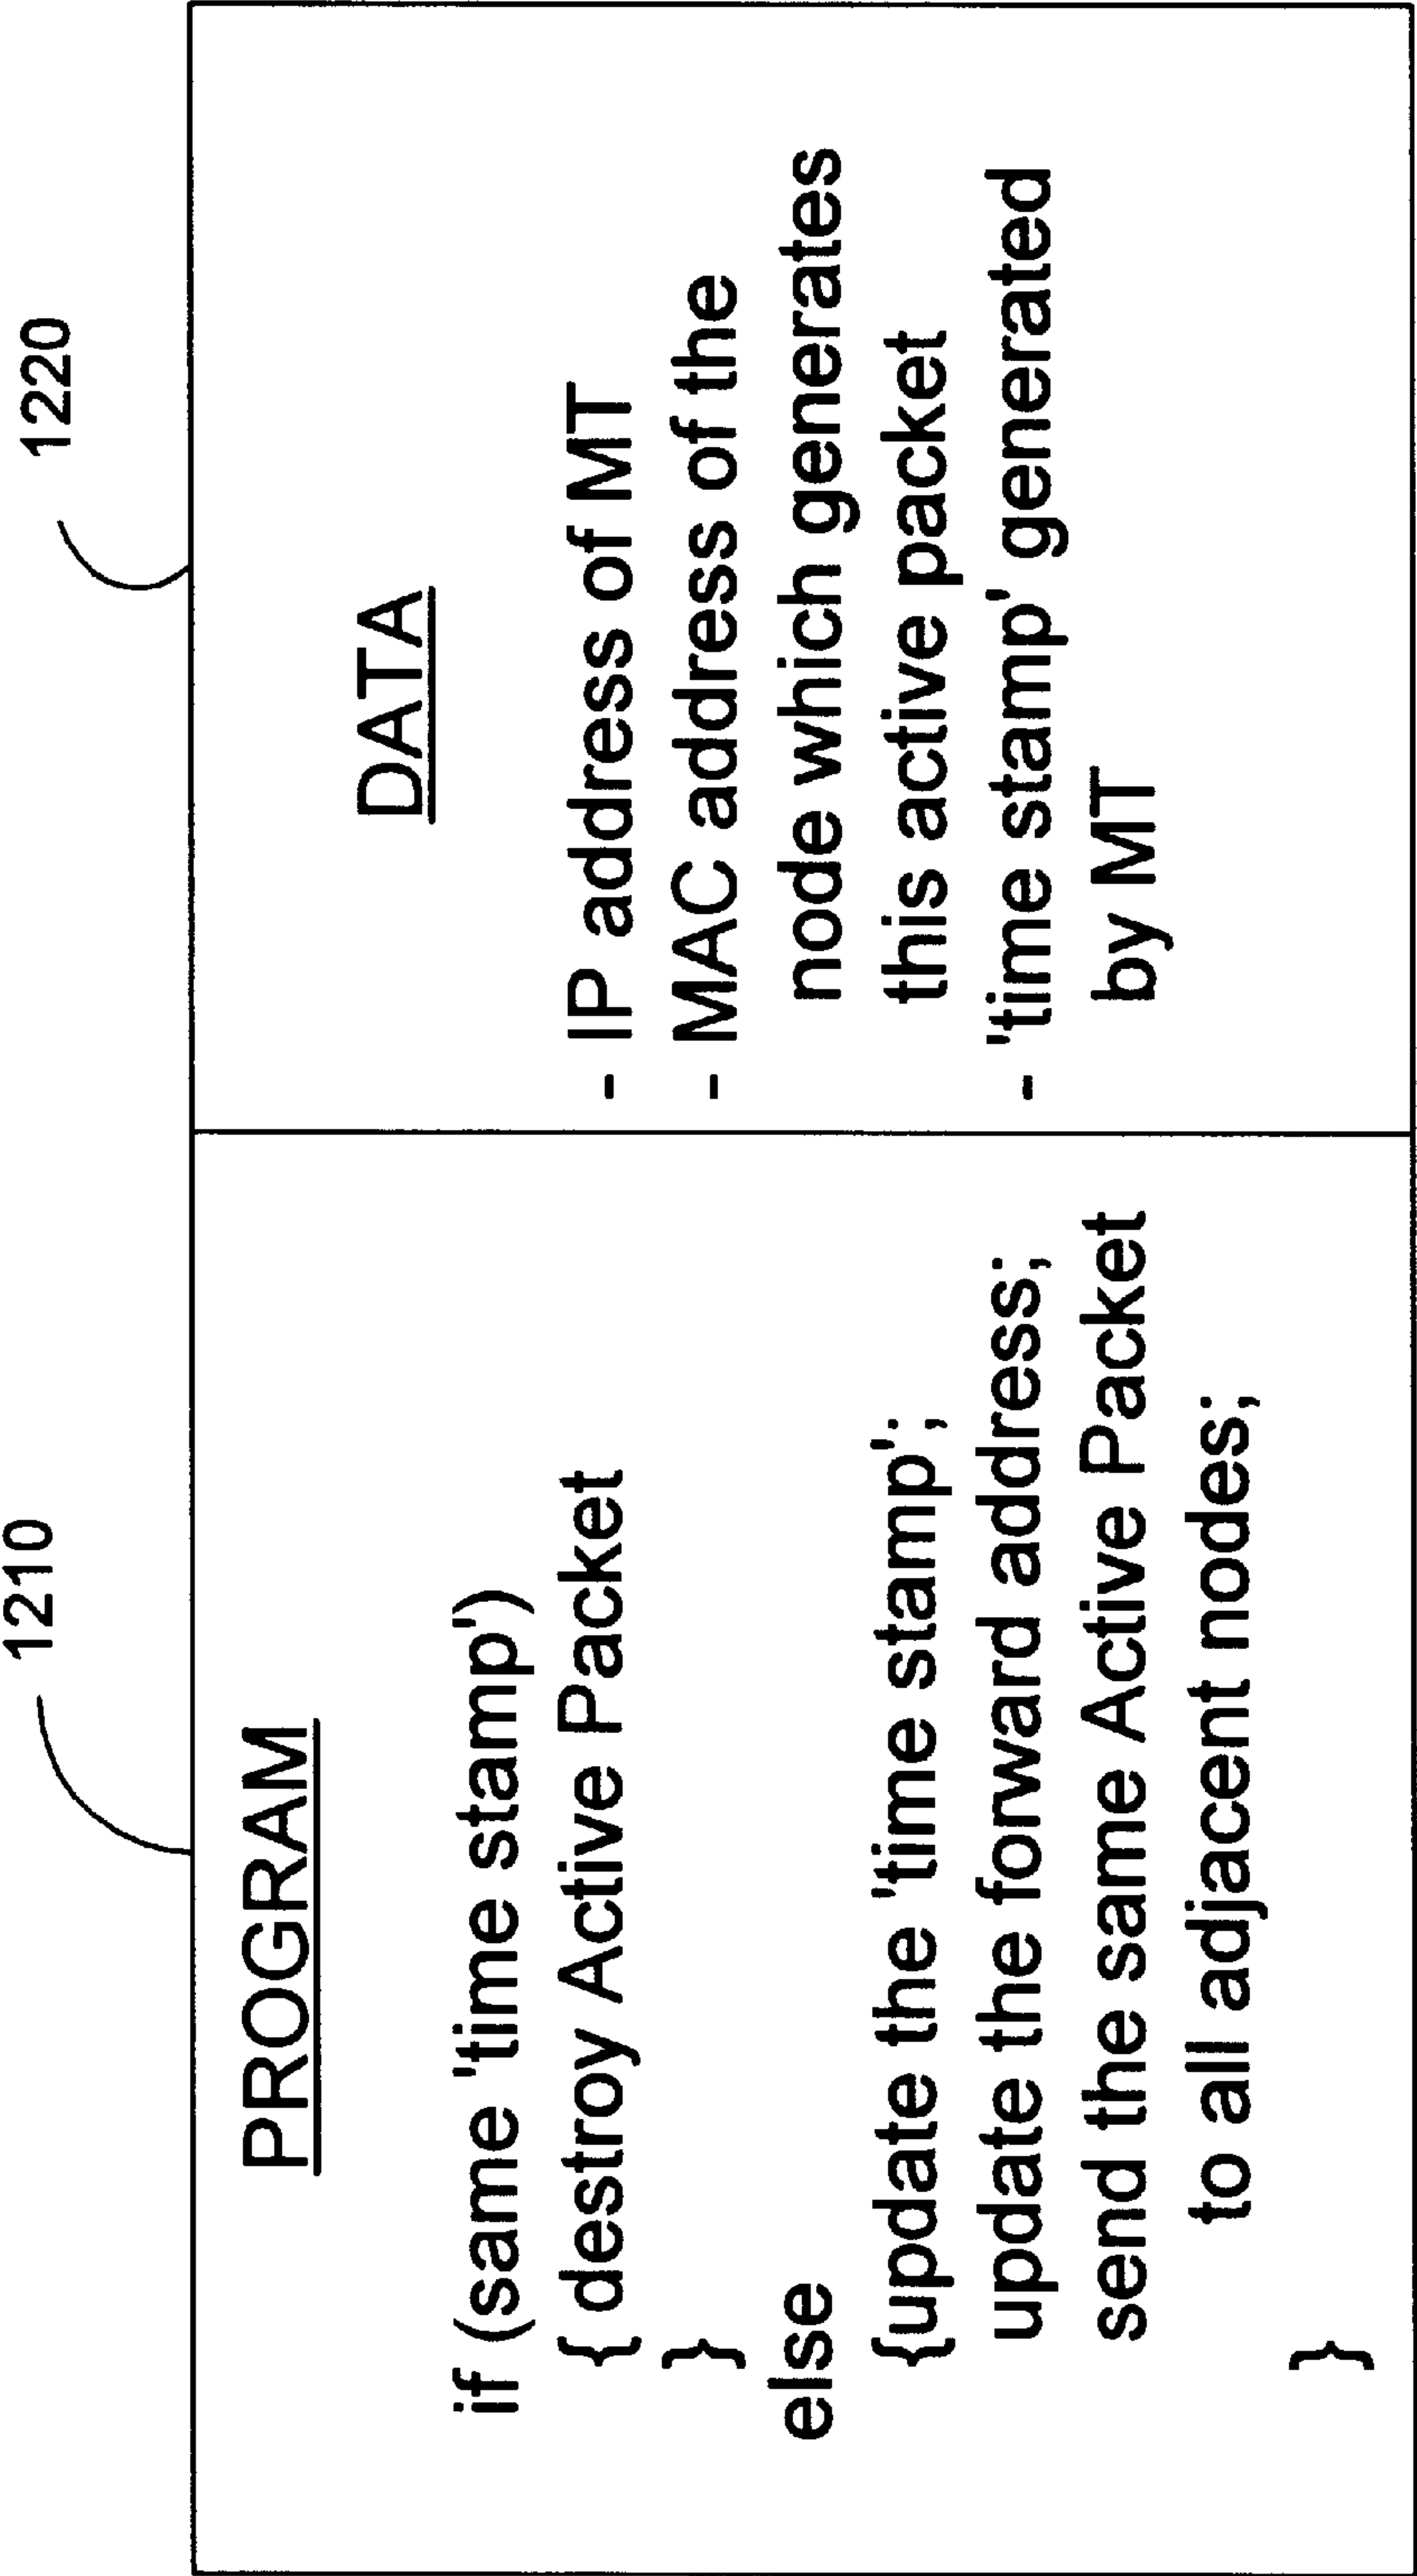 1210
PROGRAM
if (same 'time stamp')
{ destroy Active Packet
}
else
{update the 'time stamp';
update the forward address;
send the same Active Packet
to all adjacent nodes;
}
1220
DATA
- IP address of MT
- MAC address of the
node which generates
this active packet
- 'time stamp' generated
by MT